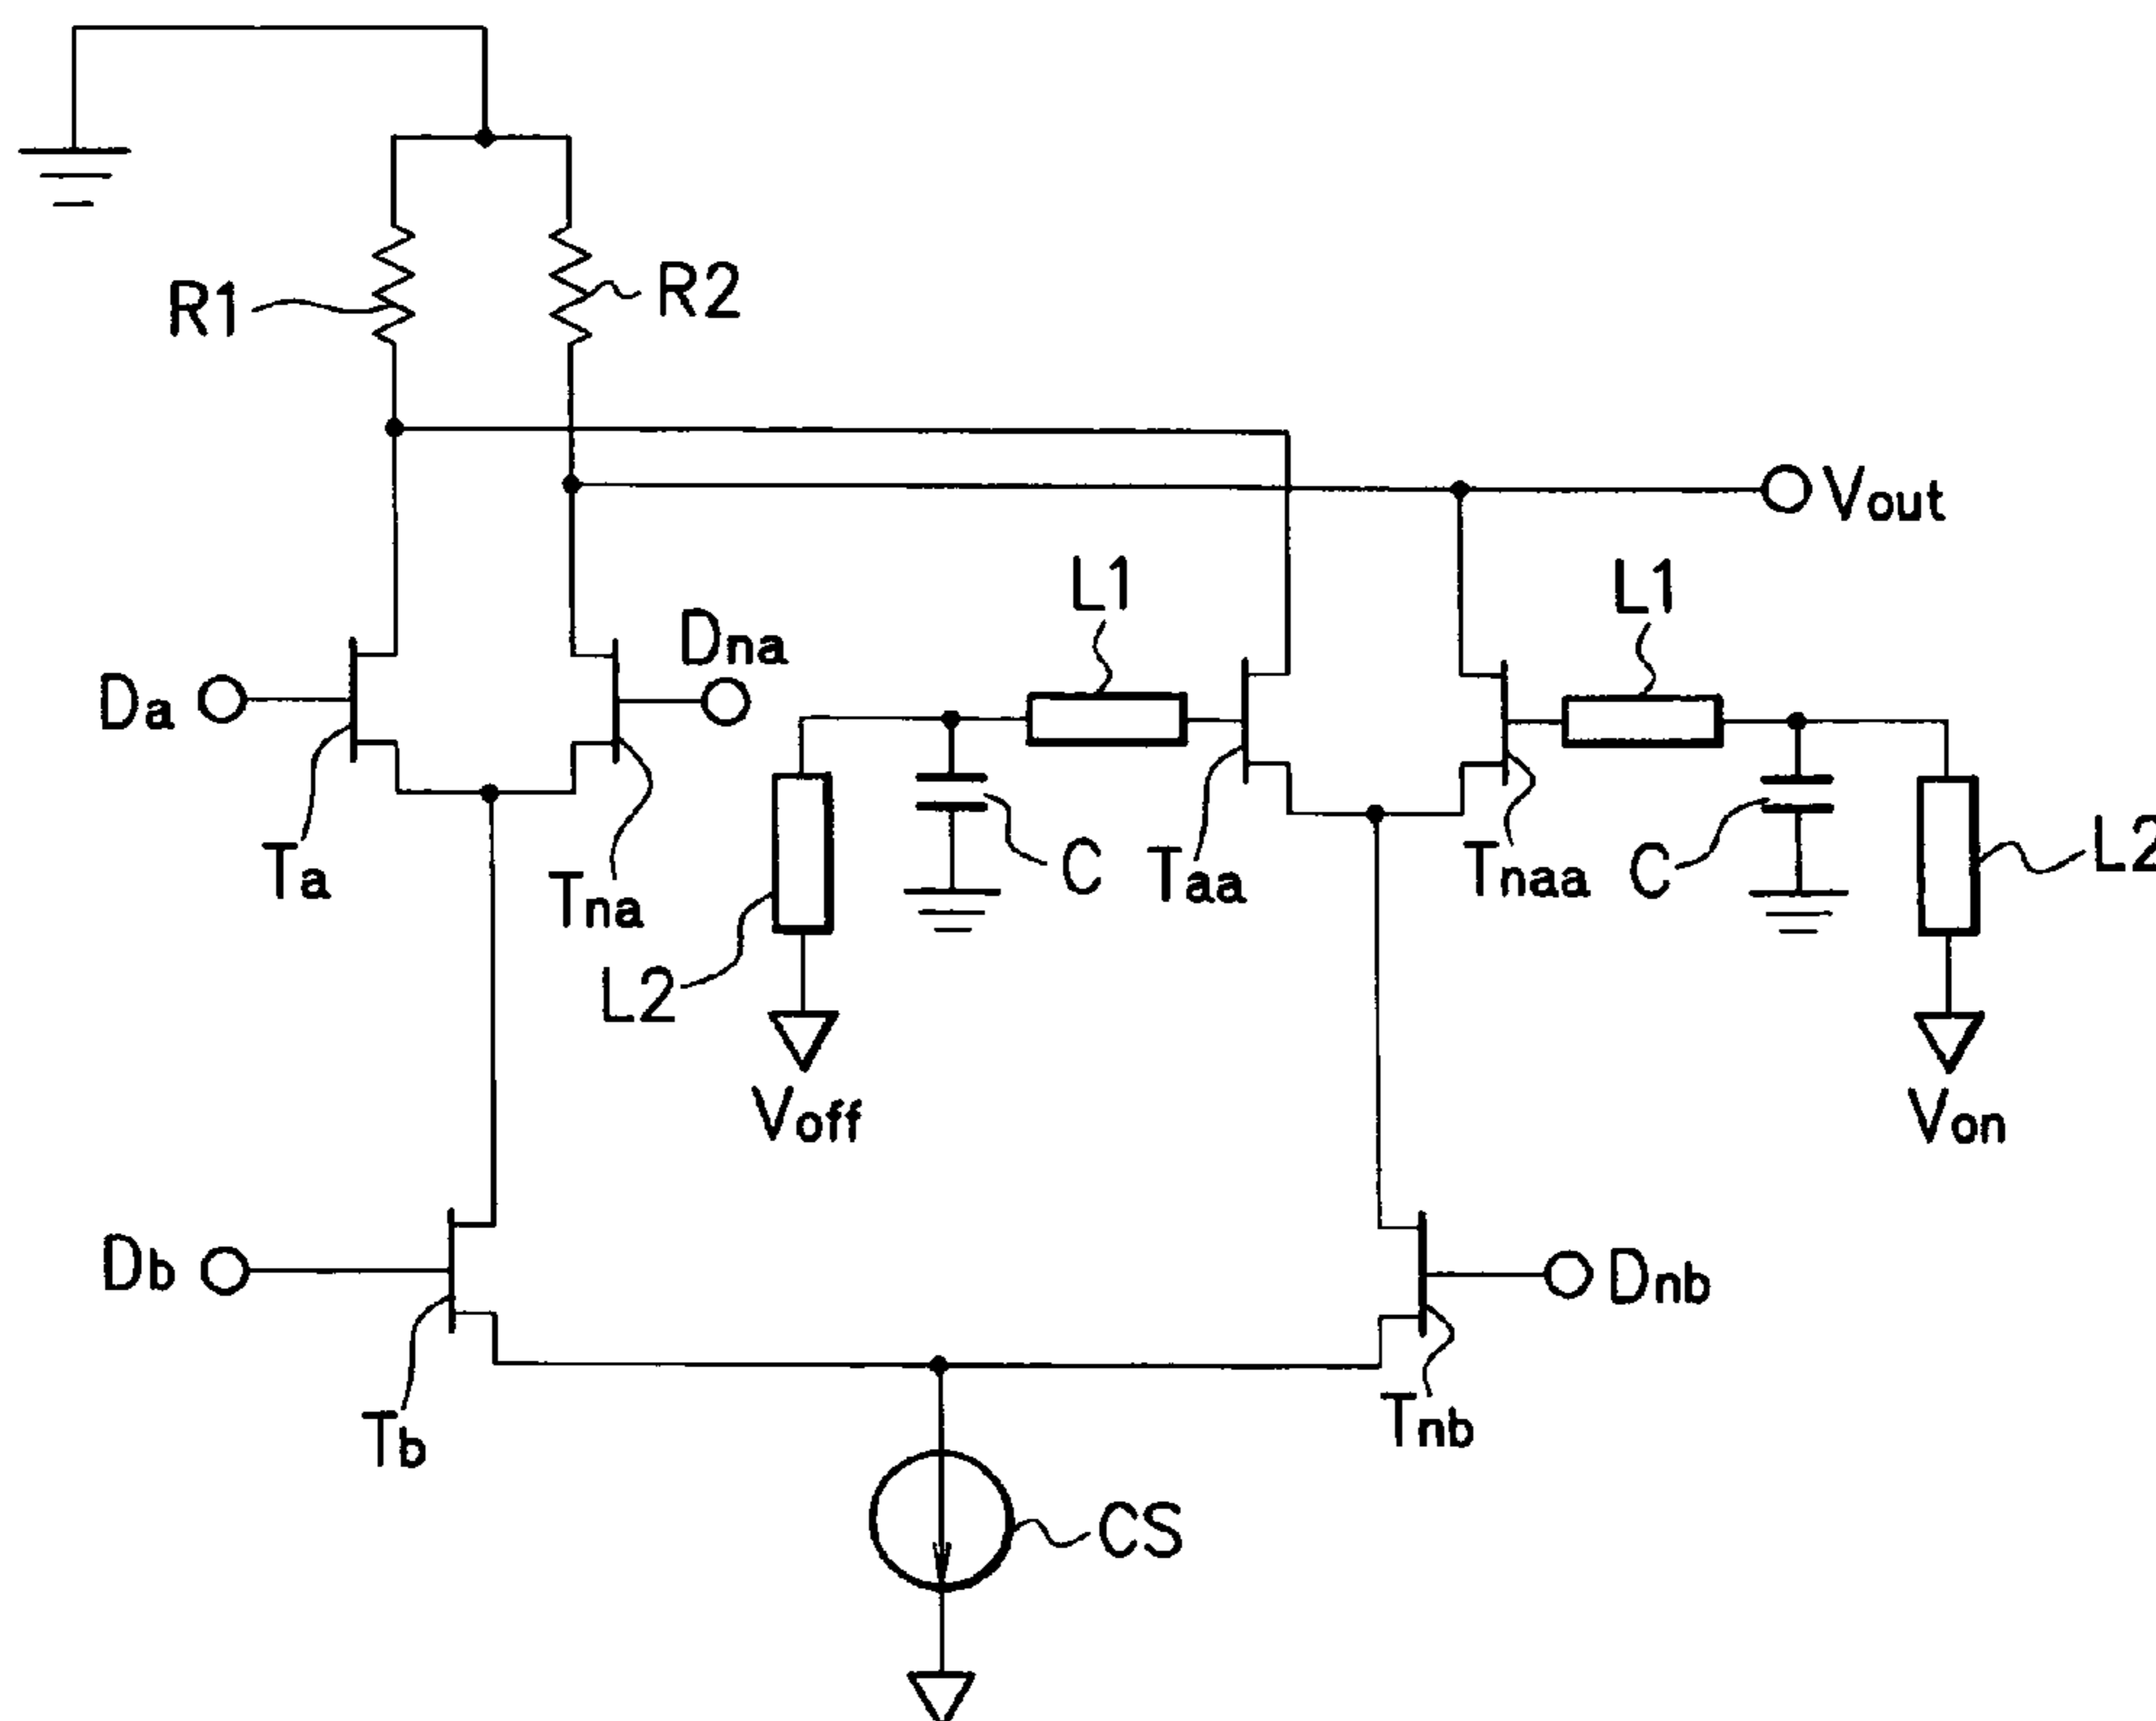 R1
R2
Vout
L1
L1
Da
Dna
Ta
Tna
C
Taa
Tnaa
C
L2
L2
Voff
Von
Db
Dnb
Tb
Tnb
CS